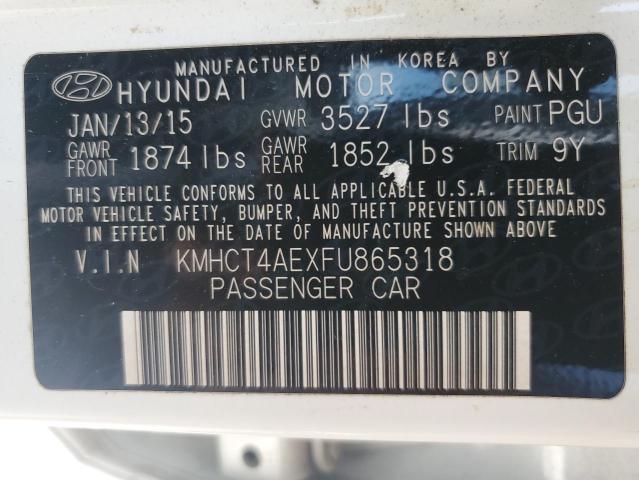 MANUFACTURED IN KOREA BY
HYUNDAI MOTOR COMPANY
JAN/13/15 GVWR 3527 lbs PAINT PGU
GAWR FRONT 1874 lbs GAWR REAR 1852 lbs TRIM 9Y
THIS VEHICLE CONFORMS TO ALL APPLICABLE U.S.A. FEDERAL
MOTOR VEHICLE SAFETY, BUMPER, AND THEFT PREVENTION STANDARDS
IN EFFECT ON THE DATE OF MANUFACTURE SHOWN ABOVE.
V.I.N KMHCT4AEXFU865318
PASSENGER CAR